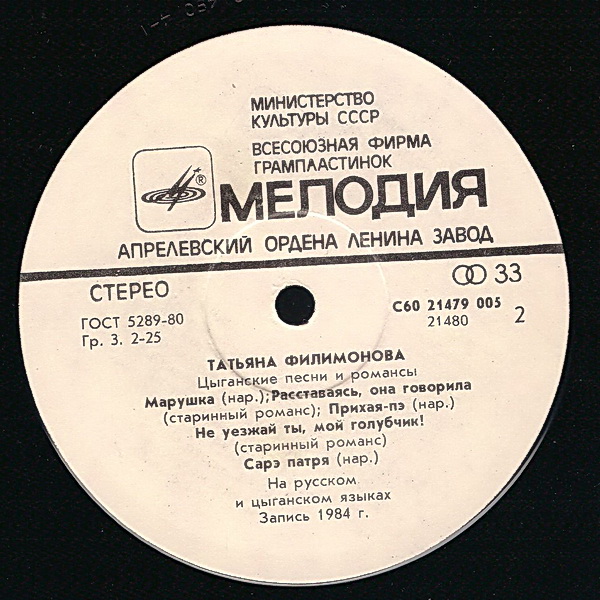 МИНИСТЕРСТВО
КУЛЬТУРЫ СССР
ВСЕСОЮЗНАЯ ФИРМА
ГРАМПЛАСТИНОК
®
МЕЛОДИЯ
АПРЕЛЕВСКИЙ ОРДЕНА ЛЕНИНА ЗАВОД
СТЕРЕО
33
ГОСТ 5289-80
Гр. 3. 2-25
С60 21479 005
21480
2
ТАТЬЯНА ФИЛИМОНОВА
Цыганские песни и романсы
Марушка (нар.); Расставаясь, она говорила
(старинный романс); Прихая-пэ (нар.)
Не уезжай ты, мой голубчик!
(старинный романс)
Сарэ патря (нар.)
На русском
и цыганском языках
Запись 1984 г.